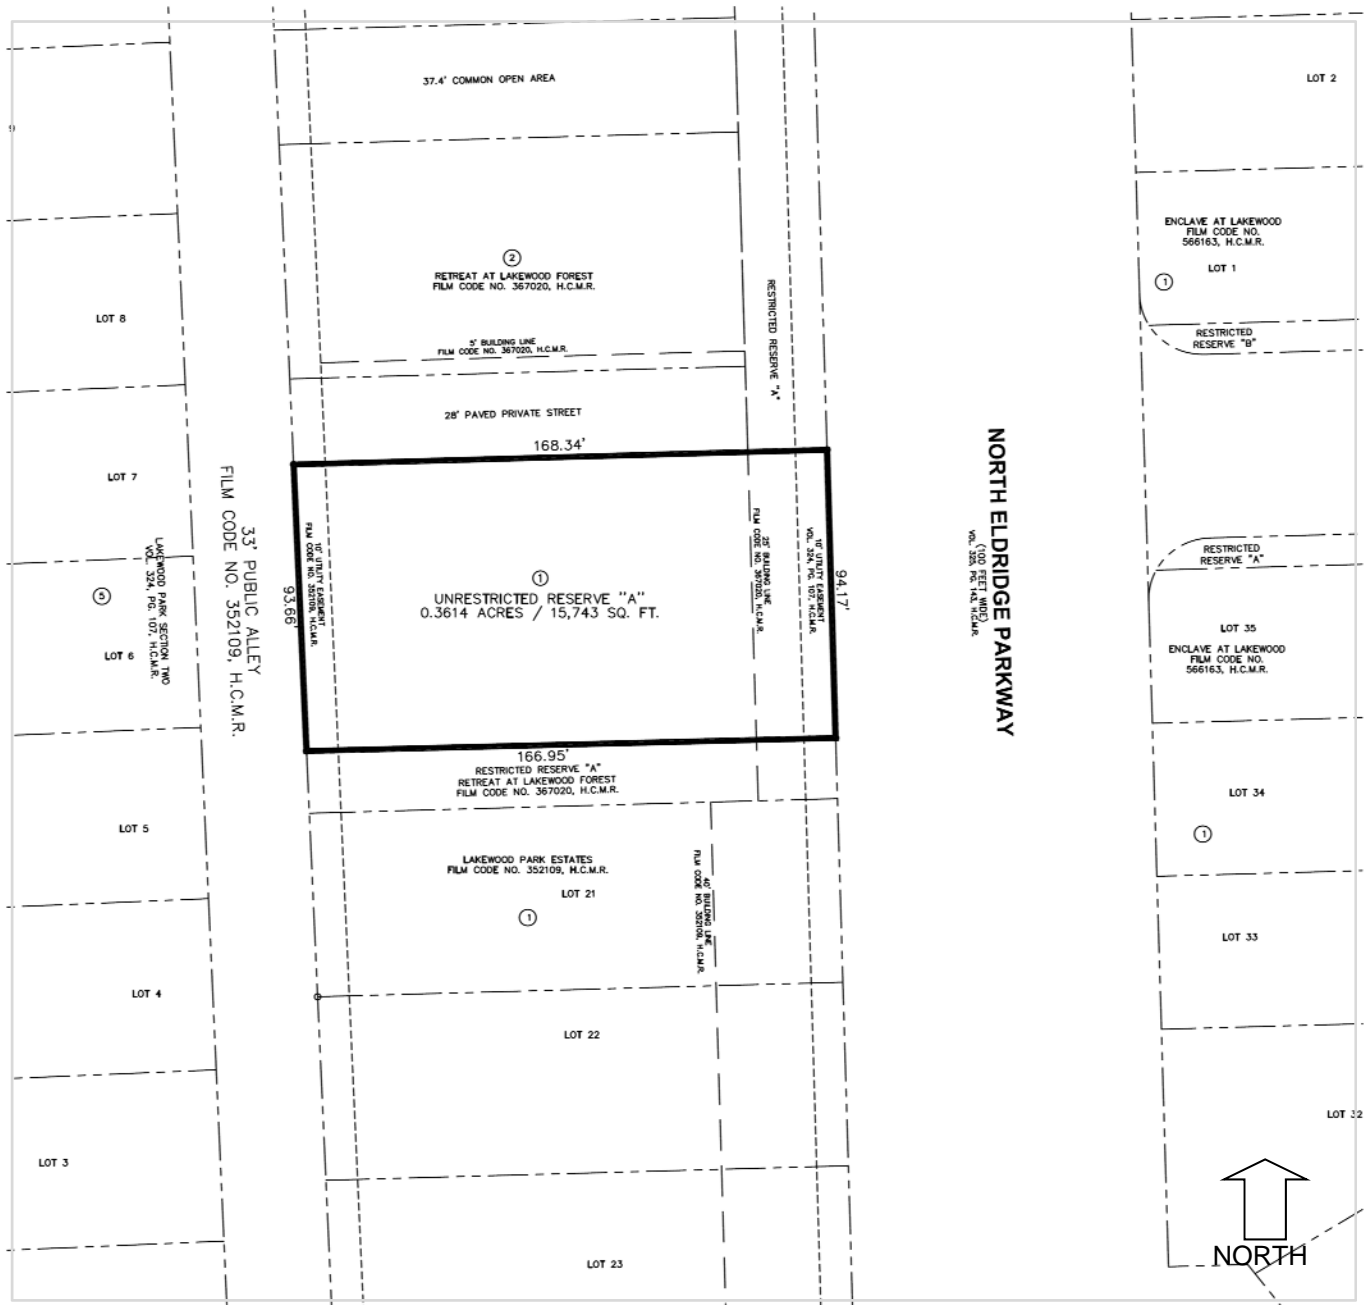 37.4' COMMON OPEN AREA
LOT 2
9
ENCLAVE AT LAKEWOOD
FILM CODE NO.
566163, H.C.M.R.
LOT 1
1
2
RETREAT AT LAKEWOOD FOREST
FILM CODE NO. 367020, H.C.M.R.
RESTRICTED RESERVE "A"
LOT 8
RESTRICTED
RESERVE "B"
5' BUILDING LINE
FILM CODE NO. 367020, H.C.M.R.
28' PAVED PRIVATE STREET
168.34'
LOT 7
33' PUBLIC ALLEY
FILM CODE NO. 352109, H.C.M.R.
10' UTILITY EASEMENT
FILM CODE NO. 352109, H.C.M.R.
93.66'
1
UNRESTRICTED RESERVE "A"
0.3614 ACRES / 15,743 SQ. FT.
25' BUILDING LINE
FILM CODE NO. 367020, H.C.M.R.
10' UTILITY EASEMENT
VOL. 324, PG. 107, H.C.M.R.
94.17'
NORTH ELDRIDGE PARKWAY
(100 FEET WIDE)
VOL. 325, PG. 143, H.C.M.R.
RESTRICTED
RESERVE "A"
LAKEWOOD PARK SECTION TWO
VOL. 324, PG. 107, H.C.M.R.
5
LOT 6
LOT 35
ENCLAVE AT LAKEWOOD
FILM CODE NO.
566163, H.C.M.R.
166.95'
RESTRICTED RESERVE "A"
RETREAT AT LAKEWOOD FOREST
FILM CODE NO. 367020, H.C.M.R.
LOT 34
1
LOT 5
LAKEWOOD PARK ESTATES
FILM CODE NO. 352109, H.C.M.R.
LOT 21
1
40' BUILDING LINE
FILM CODE NO. 352109, H.C.M.R.
LOT 33
LOT 4
LOT 22
LOT 32
LOT 3
LOT 23
NORTH